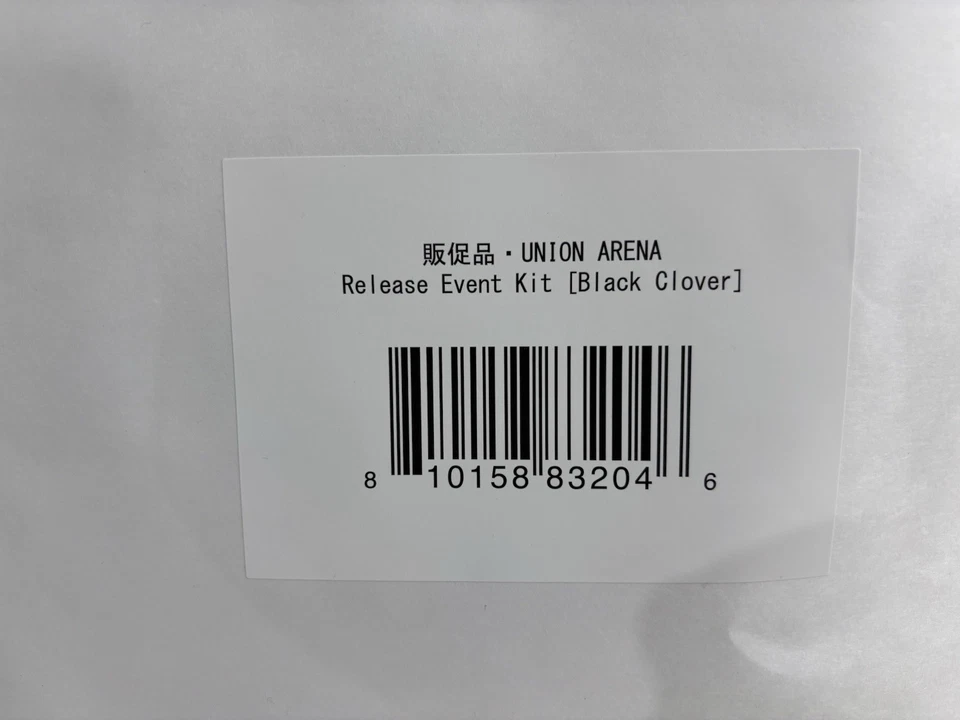 販促品・UNION ARENA
Release Event Kit [Black Clover]
8 10158 83204 6